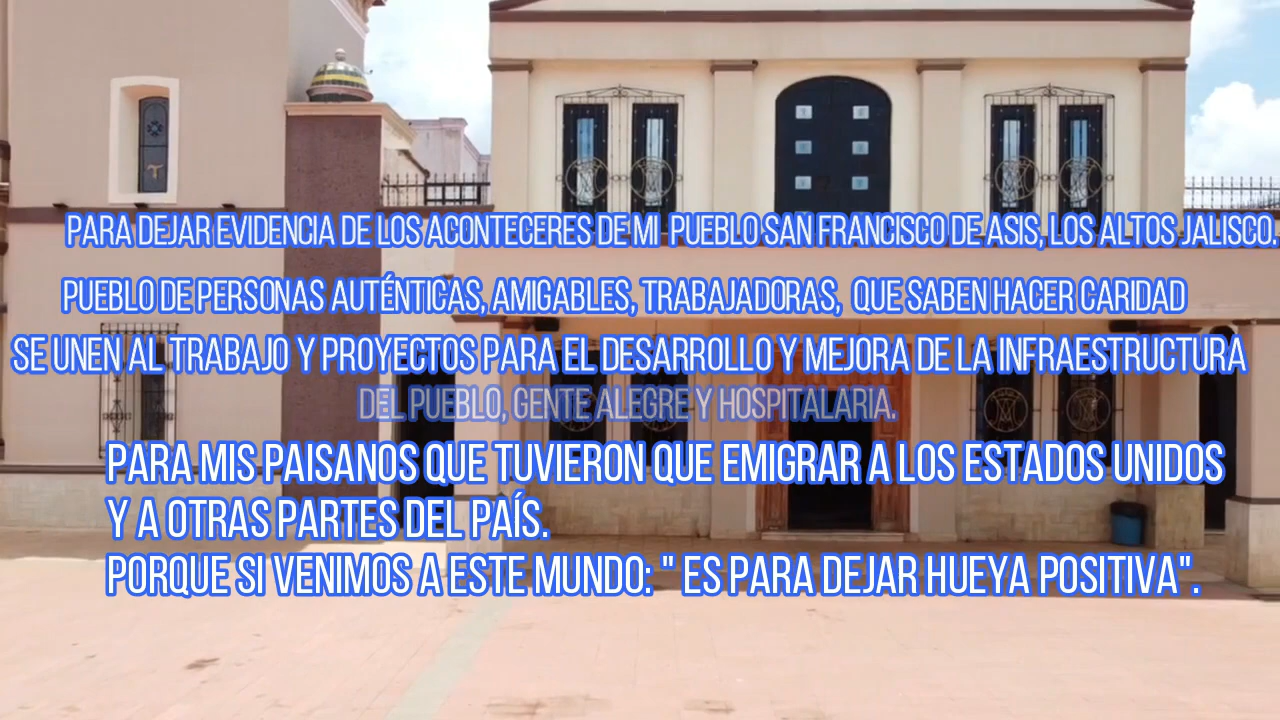 PARA DEJAR EVIDENCIA DE LOS ACONTECERES DE MI PUEBLO SAN FRANCISCO DE ASIS, LOS ALTOS JALISCO.
PUEBLO DE PERSONAS AUTÉNTICAS, AMIGABLES, TRABAJADORAS, QUE SABEN HACER CARIDAD
SE UNEN AL TRABAJO Y PROYECTOS PARA EL DESARROLLO Y MEJORA DE LA INFRAESTRUCTURA
DEL PUEBLO, GENTE ALEGRE Y HOSPITALARIA.
PARA MIS PAISANOS QUE TUVIERON QUE EMIGRAR A LOS ESTADOS UNIDOS
Y A OTRAS PARTES DEL PAÍS.
PORQUE SI VENIMOS A ESTE MUNDO: " ES PARA DEJAR HUEYA POSITIVA".